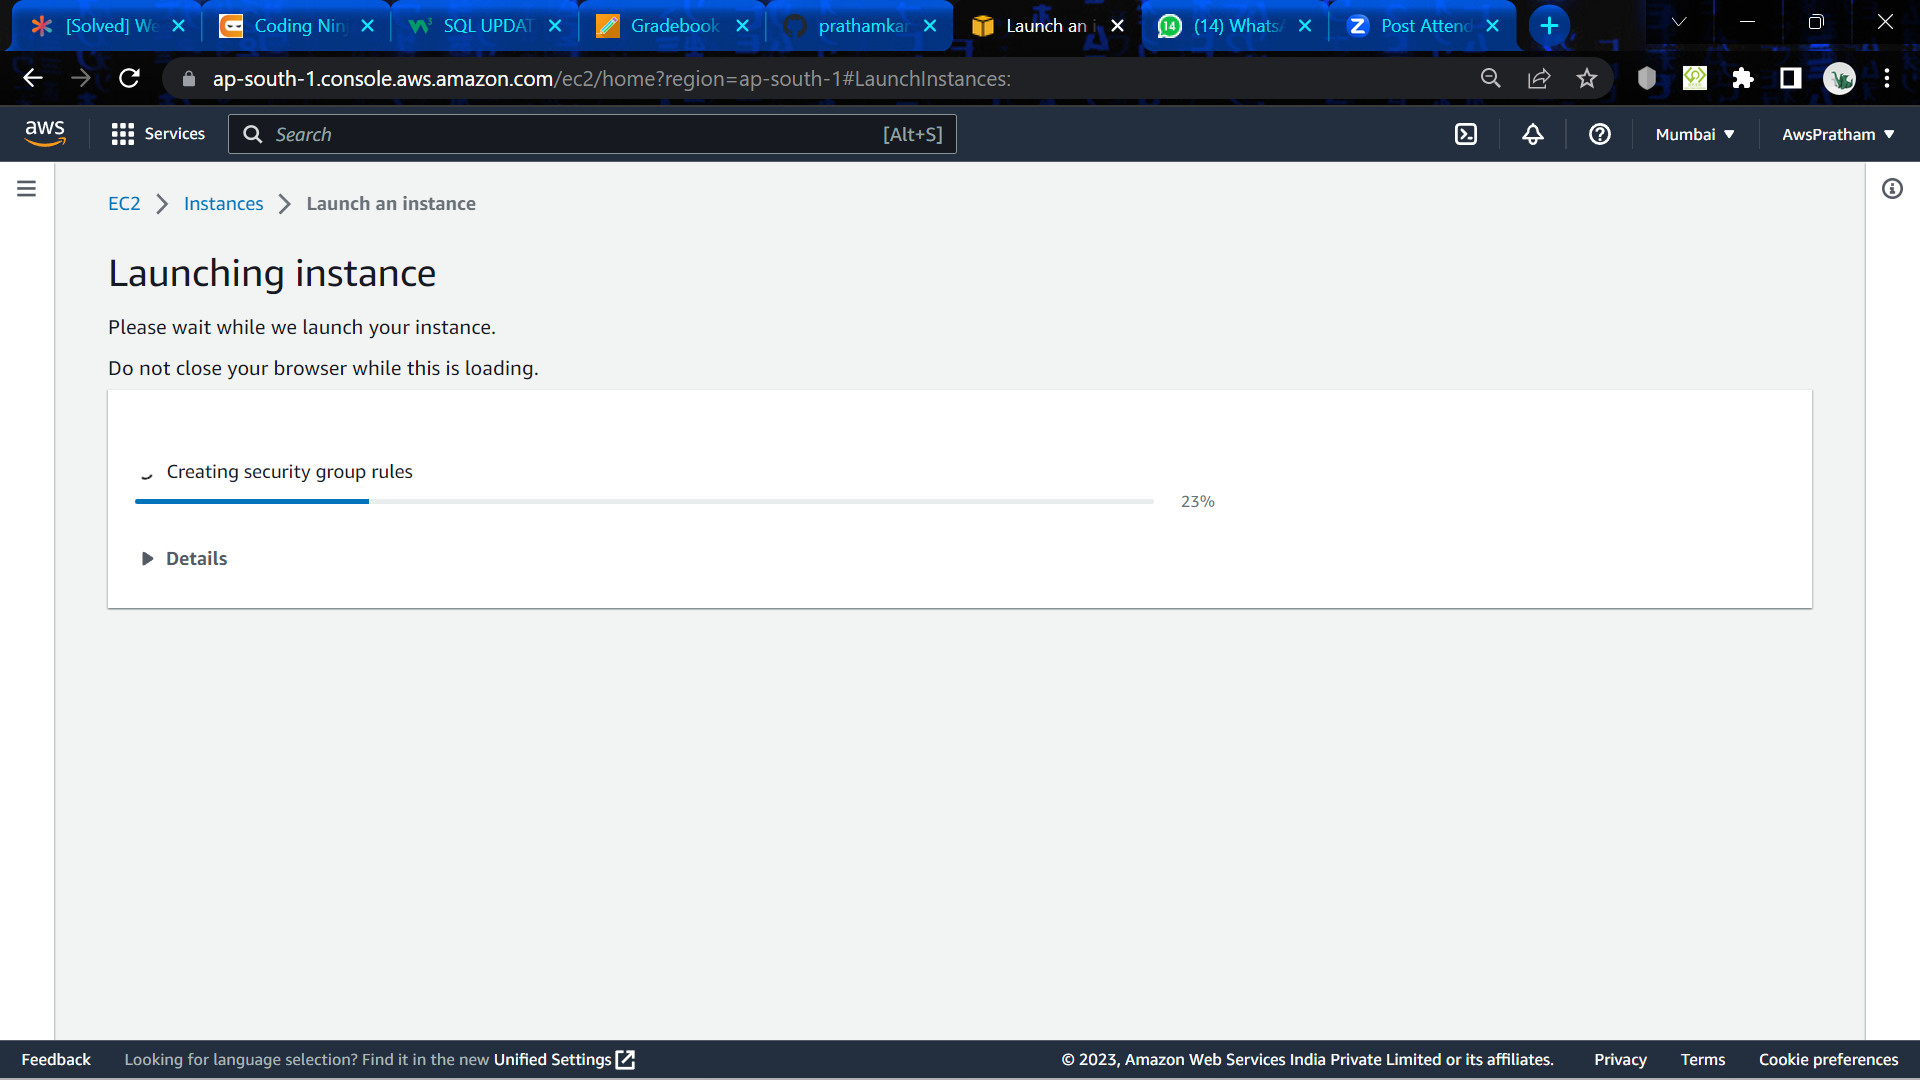 [Solved] We
Coding Nin
SQL UPDAT
Gradebook
prathamkar
Launch an i
14
(14) Whats
Post Attend
ap-south-1.console.aws.amazon.com/ec2/home?region=ap-south-1#LaunchInstances:
aws
Services
Search
[Alt+S]
Mumbai
AwsPratham
EC2
Instances
Launch an instance
Launching instance
Please wait while we launch your instance.
Do not close your browser while this is loading.
Creating security group rules
23%
Details
Feedback
Looking for language selection? Find it in the new Unified Settings
© 2023, Amazon Web Services India Private Limited or its affiliates.
Privacy
Terms
Cookie preferences